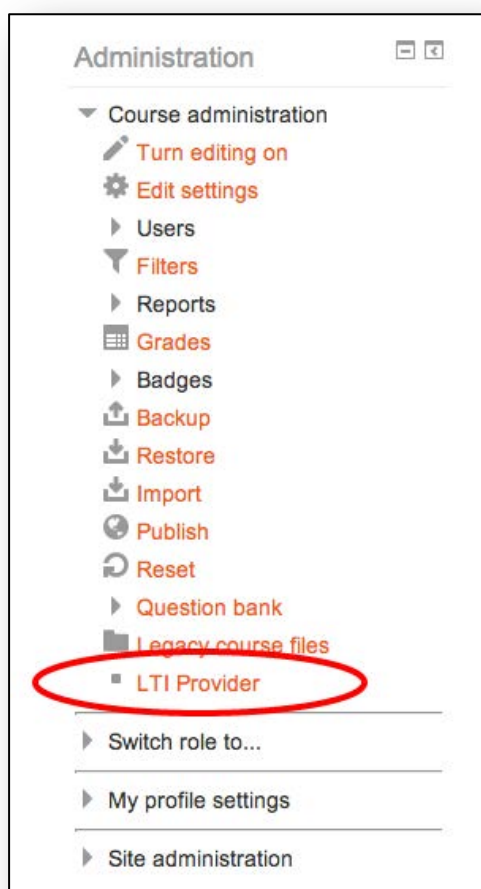 Administration
Course administration
Turn editing on
Edit settings
Users
Filters
Reports
Grades
Badges
Backup
Restore
Import
Publish
Reset
Question bank
Legacy course files
LTI Provider
Switch role to...
My profile settings
Site administration